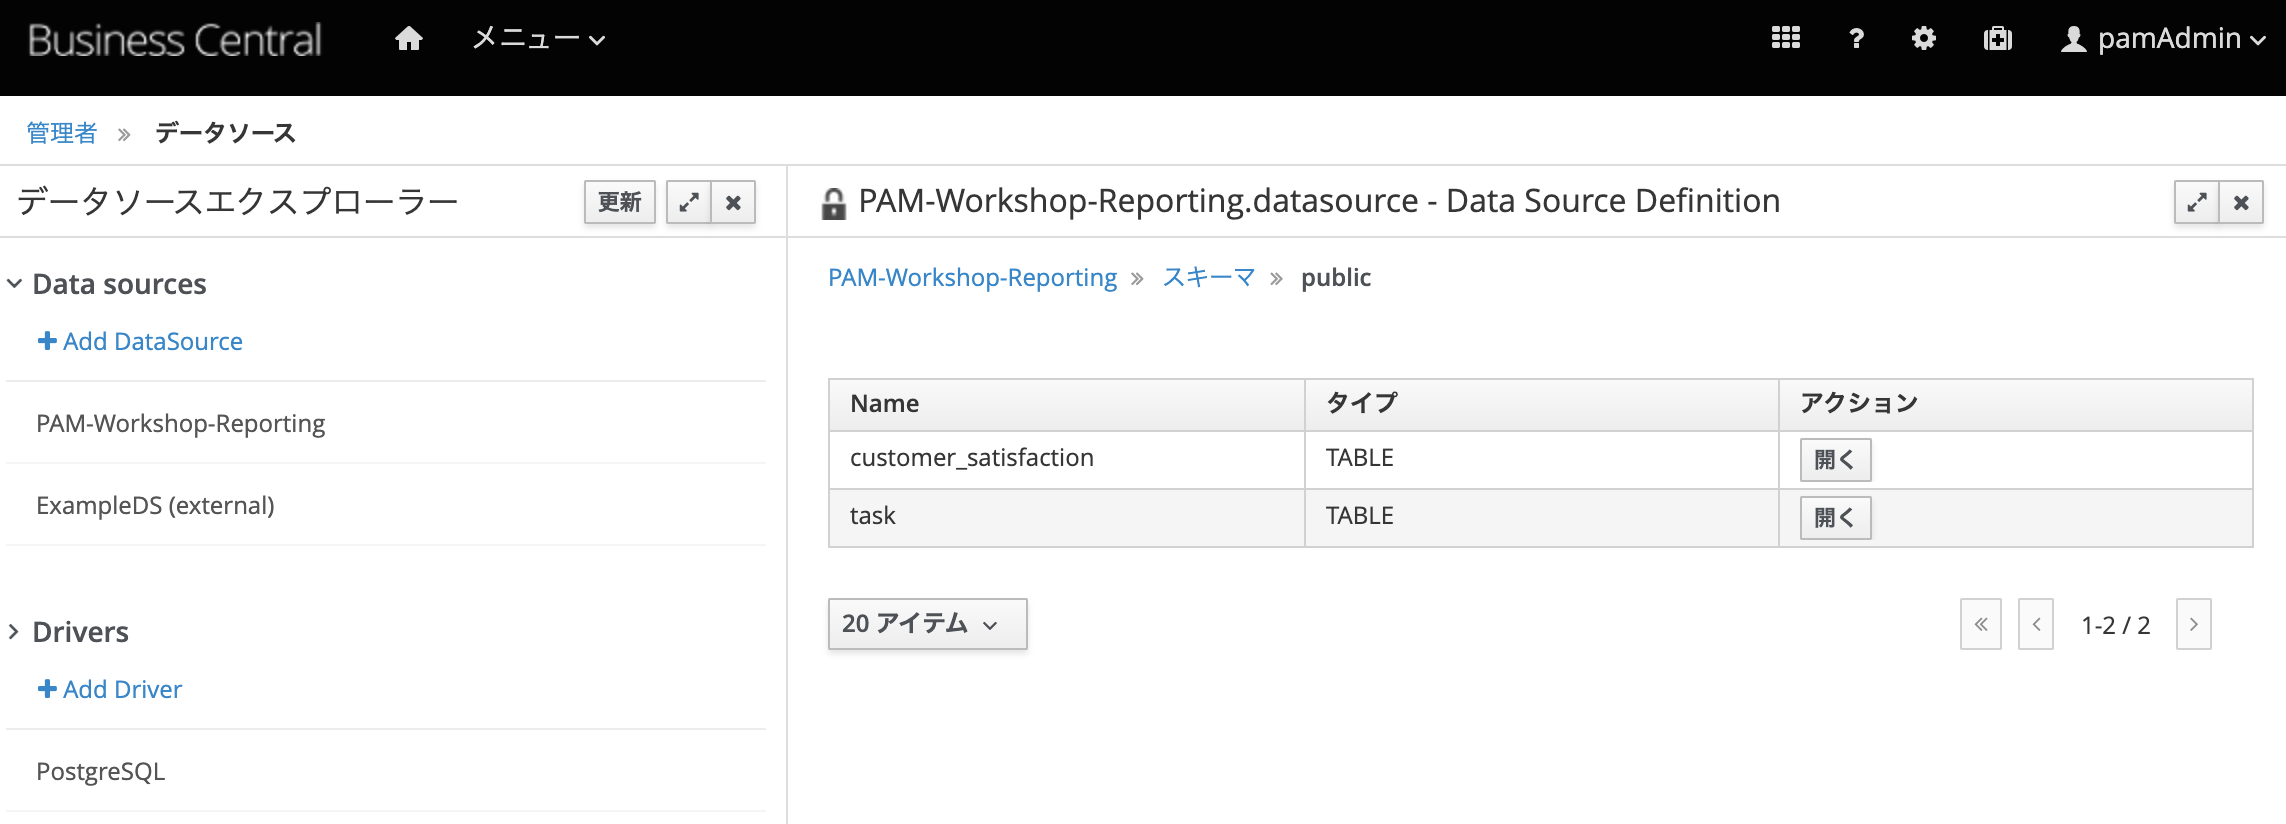 Business Central メニュー ? pamAdmin
管理者 » データソース
データソースエクスプローラー 更新
PAM-Workshop-Reporting.datasource - Data Source Definition
Data sources
+ Add DataSource
PAM-Workshop-Reporting
ExampleDS (external)
Drivers
+ Add Driver
PostgreSQL
PAM-Workshop-Reporting » スキーマ » public
Name タイプ アクション
customer_satisfaction TABLE 開く
task TABLE 開く
20 アイテム « ‹ 1-2 / 2 ›